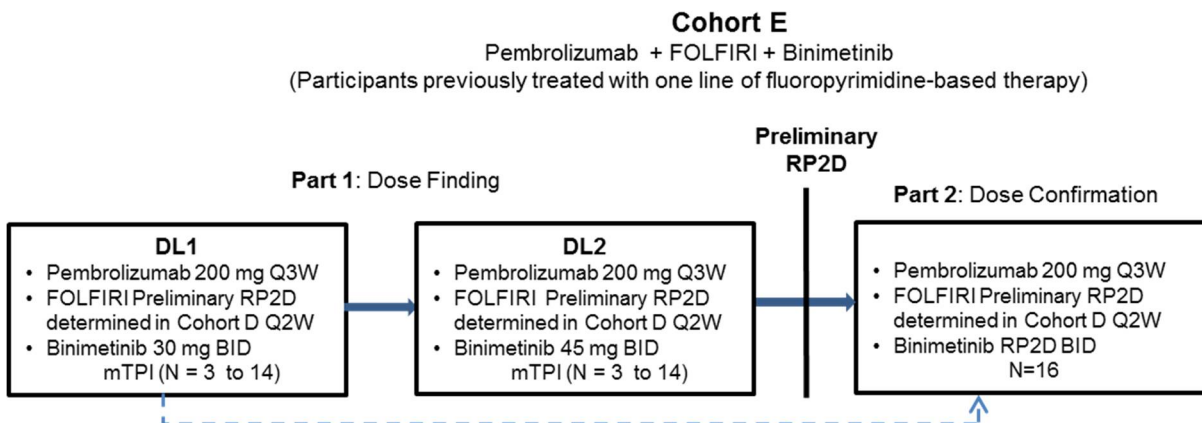 Cohort E
Pembrolizumab + FOLFIRI + Binimetinib
(Participants previously treated with one line of fluoropyrimidine-based therapy)
Preliminary
RP2D
Part 1: Dose Finding
Part 2: Dose Confirmation
DL1
• Pembrolizumab 200 mg Q3W
• FOLFIRI Preliminary RP2D
determined in Cohort D Q2W
• Binimetinib 30 mg BID
mTPI (N = 3 to 14)
DL2
• Pembrolizumab 200 mg Q3W
• FOLFIRI Preliminary RP2D
determined in Cohort D Q2W
• Binimetinib 45 mg BID
mTPI (N = 3 to 14)
• Pembrolizumab 200 mg Q3W
• FOLFIRI Preliminary RP2D
determined in Cohort D Q2W
• Binimetinib RP2D BID
N=16